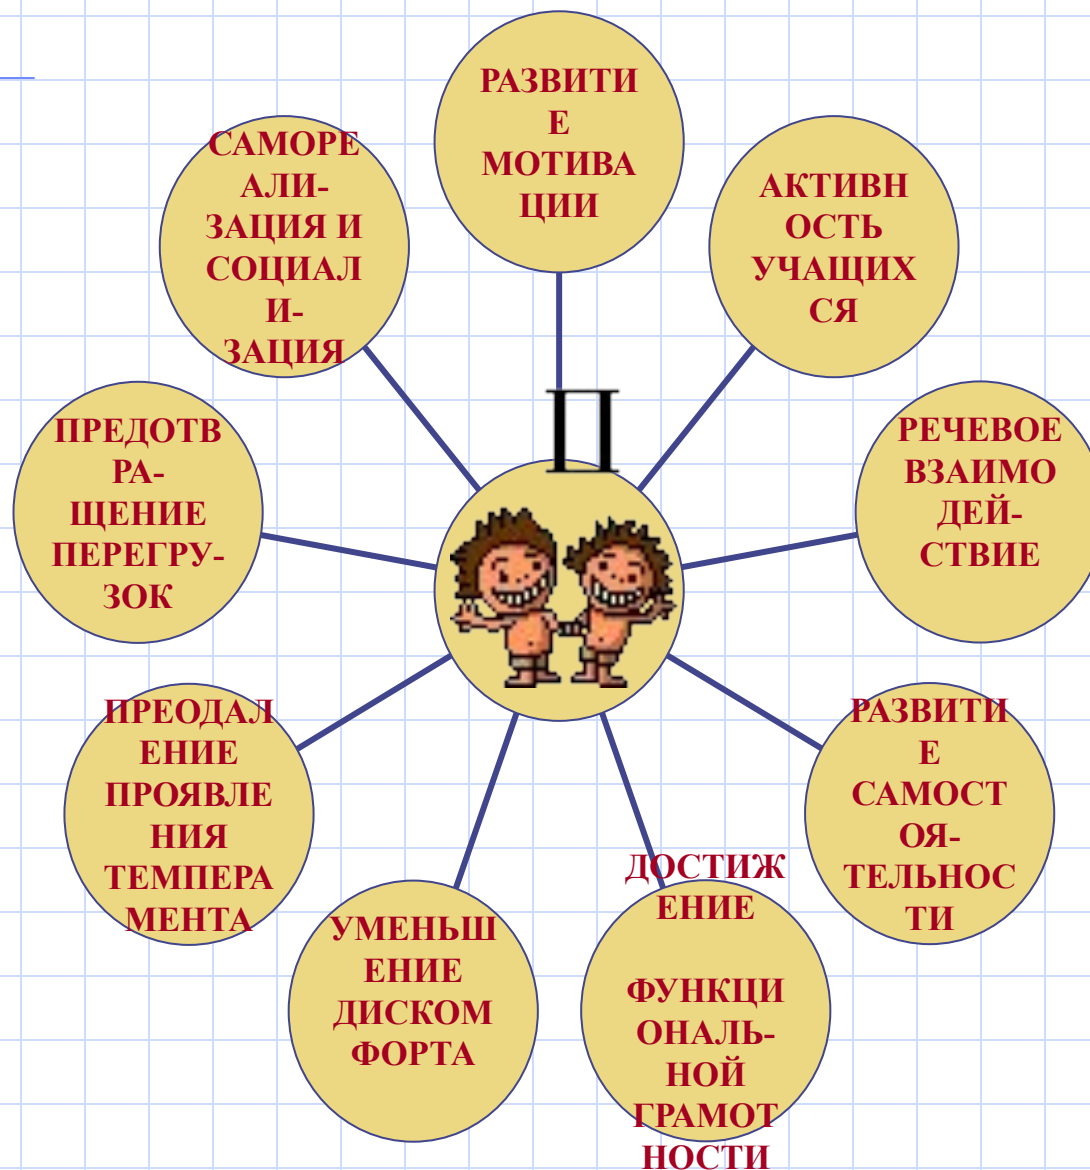 РАЗВИТИ
Е
МОТИВА
ЦИИ
АКТИВН
ОСТЬ
УЧАЩИХ
СЯ
РЕЧЕВОЕ
ВЗАИМО
ДЕЙ-
СТВИЕ
РАЗВИТИ
Е
САМОСТ
ОЯ-
ТЕЛЬНОС
ТИ
ДОСТИЖ
ЕНИЕ
ФУНКЦИ
ОНАЛЬ-
НОЙ
ГРАМОТ
НОСТИ
УМЕНЬШ
ЕНИЕ
ДИСКОМ
ФОРТА
ПРЕОДАЛ
ЕНИЕ
ПРОЯВЛЕ
НИЯ
ТЕМПЕРА
МЕНТА
ПРЕДОТВ
РА-
ЩЕНИЕ
ПЕРЕГРУ-
ЗОК
САМОРЕ
АЛИ-
ЗАЦИЯ И
СОЦИАЛ
И-
ЗАЦИЯ
П